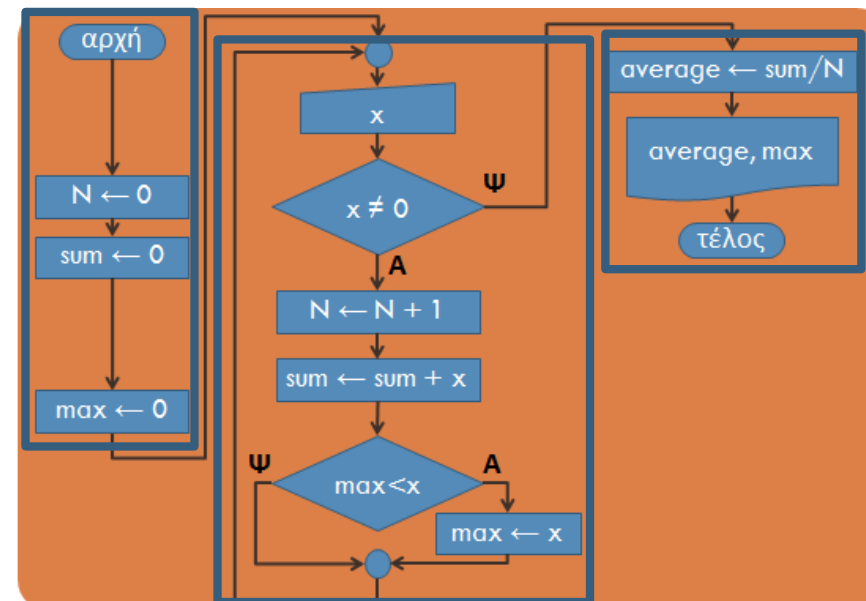 αρχή
N ← 0
sum ← 0
max ← 0
x
x ≠ 0
Ψ
A
N ← N + 1
sum ← sum + x
max<x
Ψ
A
max ← x
average ← sum/N
average, max
τέλος